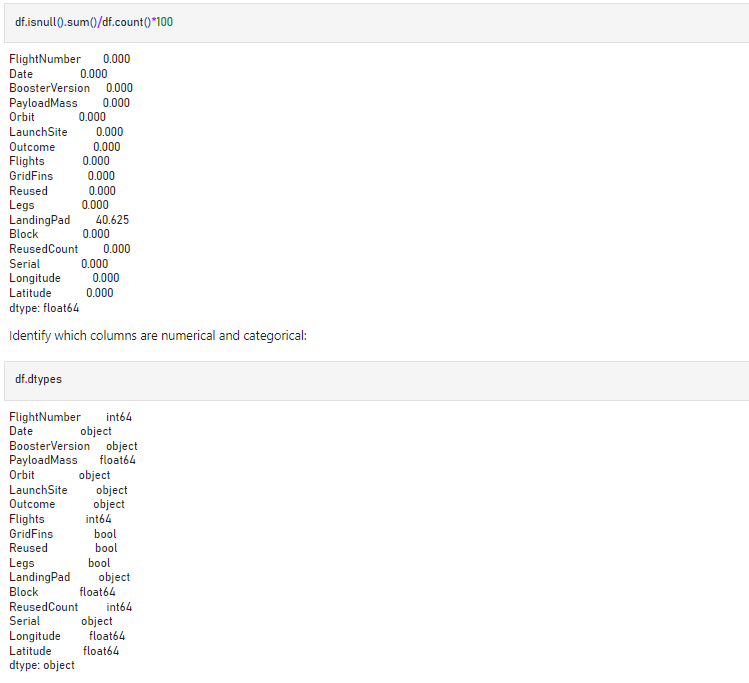 df.isnull().sum()/df.count()*100
FlightNumber 0.000
Date 0.000
BoosterVersion 0.000
PayloadMass 0.000
Orbit 0.000
LaunchSite 0.000
Outcome 0.000
Flights 0.000
GridFins 0.000
Reused 0.000
Legs 0.000
LandingPad 40.625
Block 0.000
ReusedCount 0.000
Serial 0.000
Longitude 0.000
Latitude 0.000
dtype: float64
Identify which columns are numerical and categorical:
df.dtypes
FlightNumber int64
Date object
BoosterVersion object
PayloadMass float64
Orbit object
LaunchSite object
Outcome object
Flights int64
GridFins bool
Reused bool
Legs bool
LandingPad object
Block float64
ReusedCount int64
Serial object
Longitude float64
Latitude float64
dtype: object